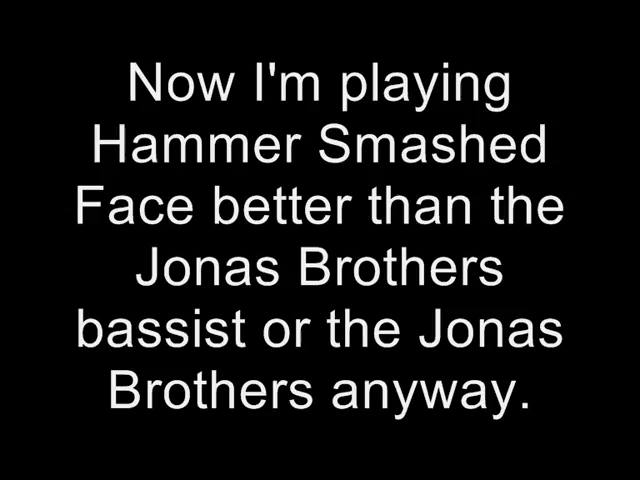 Now I'm playing
Hammer Smashed
Face better than the
Jonas Brothers
bassist or the Jonas
Brothers anyway.